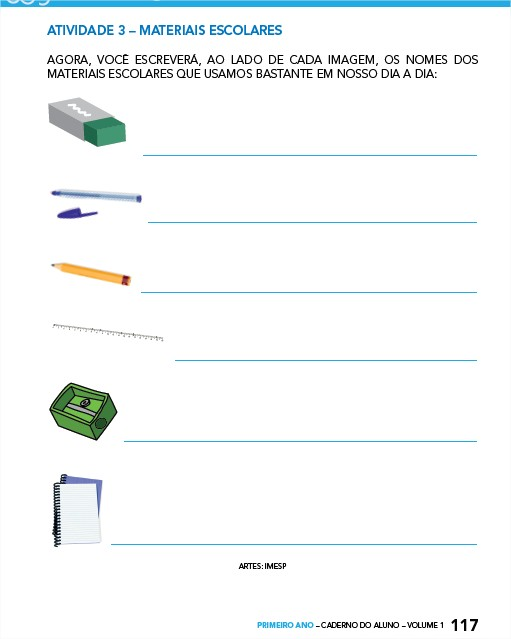 ATIVIDADE 3 – MATERIAIS ESCOLARES
AGORA, VOCÊ ESCREVERÁ, AO LADO DE CADA IMAGEM, OS NOMES DOS
MATERIAIS ESCOLARES QUE USAMOS BASTANTE EM NOSSO DIA A DIA:
ARTES: IMESP
PRIMEIRO ANO – CADERNO DO ALUNO – VOLUME 1 117